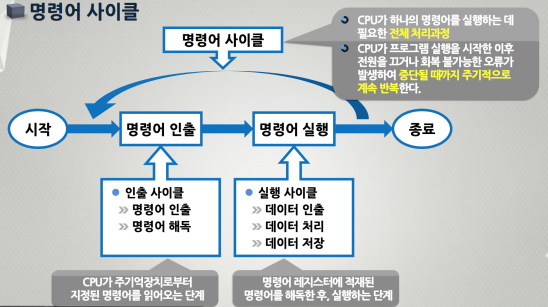 명령어 사이클
명령어 사이클
CPU가 하나의 명령어를 실행하는 데
필요한 전체 처리과정
CPU가 프로그램 실행을 시작한 이후
전원을 끄거나 회복 불가능한 오류가
발생하여 중단될 때까지 주기적으로
계속 반복한다.
시작
명령어 인출
명령어 실행
종료
인출 사이클
명령어 인출
명령어 해독
실행 사이클
데이터 인출
데이터 처리
데이터 저장
CPU가 주기억장치로부터
지정된 명령어를 읽어오는 단계
명령어 레지스터에 적재된
명령어를 해독한 후, 실행하는 단계